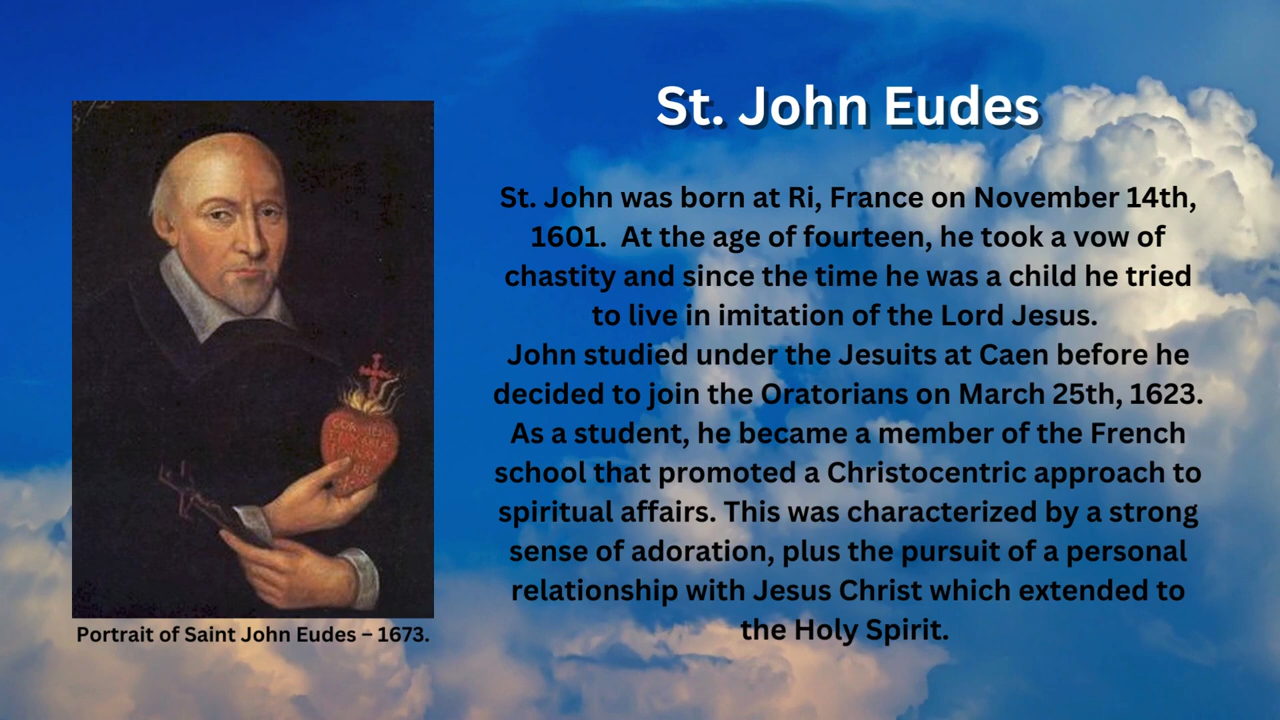 St. John Eudes
St. John was born at Ri, France on November 14th,
1601.  At the age of fourteen, he took a vow of
chastity and since the time he was a child he tried
to live in imitation of the Lord Jesus.
John studied under the Jesuits at Caen before he
decided to join the Oratorians on March 25th, 1623.
As a student, he became a member of the French
school that promoted a Christocentric approach to
spiritual affairs. This was characterized by a strong
sense of adoration, plus the pursuit of a personal
relationship with Jesus Christ which extended to
the Holy Spirit.
Portrait of Saint John Eudes – 1673.